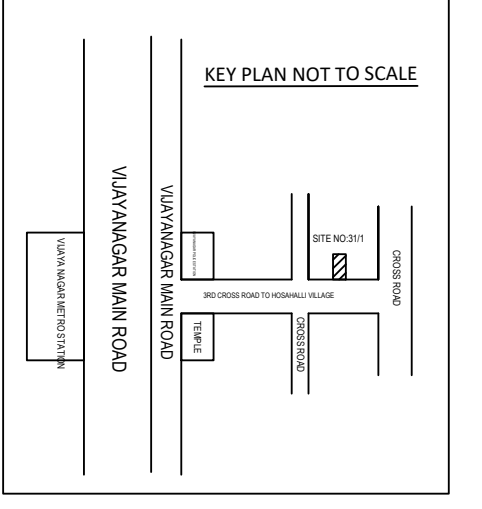 KEY PLAN NOT TO SCALE
VIJAYANAGAR MAIN ROAD
VIJAYANAGAR MAIN ROAD
VIJAYA NAGAR METRO STATION
SITE NO:31/1
CROSS ROAD
3RD CROSS ROAD TO HOSAHALLI VILLAGE
TEMPLE
CROSS ROAD